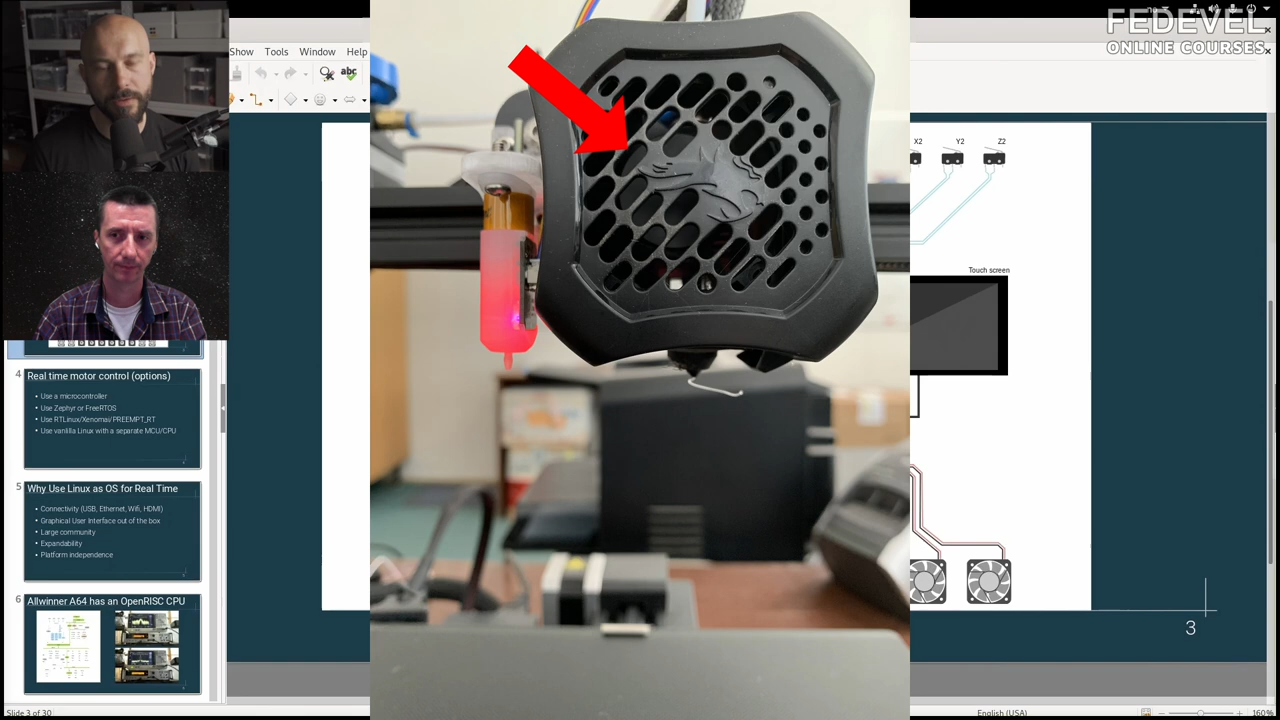 FEDEVEL
ONLINE COURSES
Show Tools Window Help
abc
X2 Y2 Z2
Touch screen
3
4 Real time motor control (options)
• Use a microcontroller
• Use Zephyr or FreeRTOS
• Use RTLinux/Xenomai/PREEMPT_RT
• Use vanlilla Linux with a separate MCU/CPU
5 Why Use Linux as OS for Real Time
• Connectivity (USB, Ethernet, Wifi, HDMI)
• Graphical User Interface out of the box
• Large community
• Expandability
• Platform independence
6 Allwinner A64 has an OpenRISC CPU
Slide 3 of 30
English (USA)
160%